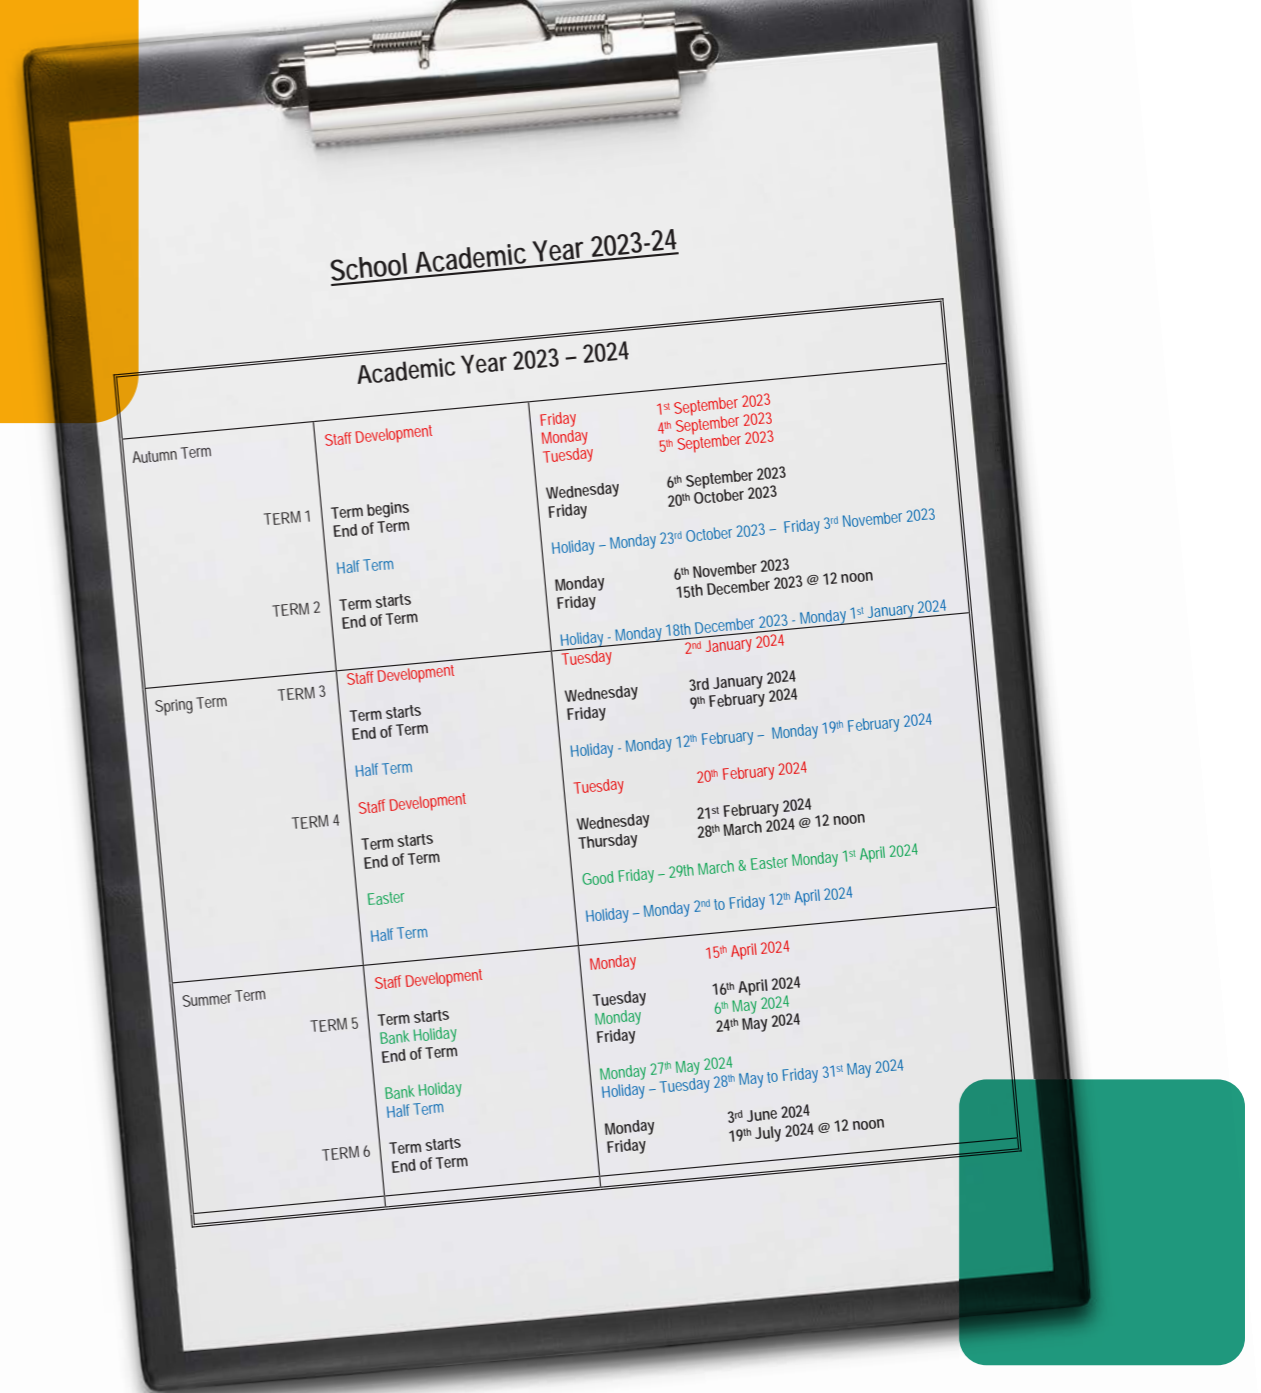 School Academic Year 2023-24
Academic Year 2023 – 2024
Autumn Term
Staff Development
Friday 1st September 2023
Monday 4th September 2023
Tuesday 5th September 2023
TERM 1
Term begins Wednesday 6th September 2023
End of Term Friday 20th October 2023
Half Term Holiday – Monday 23rd October 2023 – Friday 3rd November 2023
TERM 2
Term starts Monday 6th November 2023
End of Term Friday 15th December 2023 @ 12 noon
Holiday - Monday 18th December 2023 - Monday 1st January 2024
Spring Term TERM 3
Staff Development Tuesday 2nd January 2024
Term starts Wednesday 3rd January 2024
End of Term Friday 9th February 2024
Half Term Holiday - Monday 12th February – Monday 19th February 2024
Staff Development Tuesday 20th February 2024
TERM 4
Term starts Wednesday 21st February 2024
End of Term Thursday 28th March 2024 @ 12 noon
Easter Good Friday – 29th March & Easter Monday 1st April 2024
Half Term Holiday – Monday 2nd to Friday 12th April 2024
Summer Term
Staff Development Monday 15th April 2024
TERM 5
Term starts Tuesday 16th April 2024
Bank Holiday Monday 6th May 2024
End of Term Friday 24th May 2024
Bank Holiday Monday 27th May 2024
Half Term Holiday – Tuesday 28th May to Friday 31st May 2024
TERM 6
Term starts Monday 3rd June 2024
End of Term Friday 19th July 2024 @ 12 noon